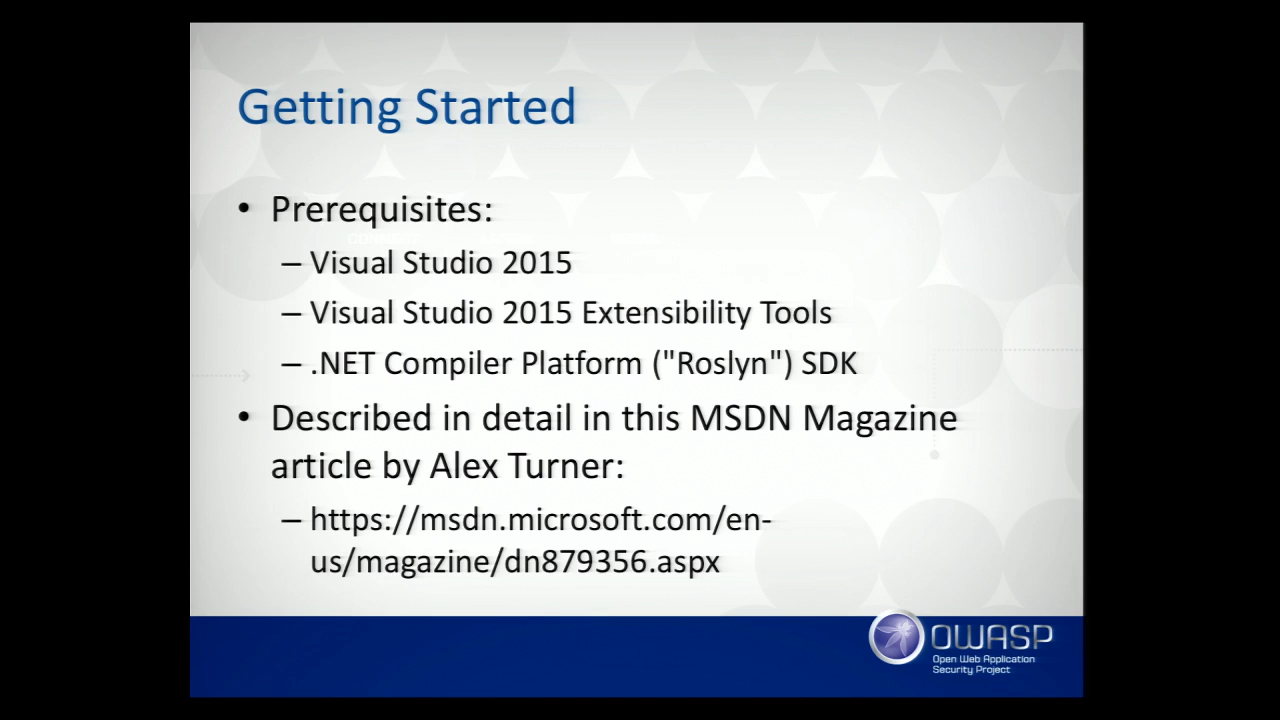 Getting Started
• Prerequisites:
– Visual Studio 2015
– Visual Studio 2015 Extensibility Tools
– .NET Compiler Platform ("Roslyn") SDK
• Described in detail in this MSDN Magazine
article by Alex Turner:
– https://msdn.microsoft.com/en-
us/magazine/dn879356.aspx
OWASP
Open Web Application
Security Project